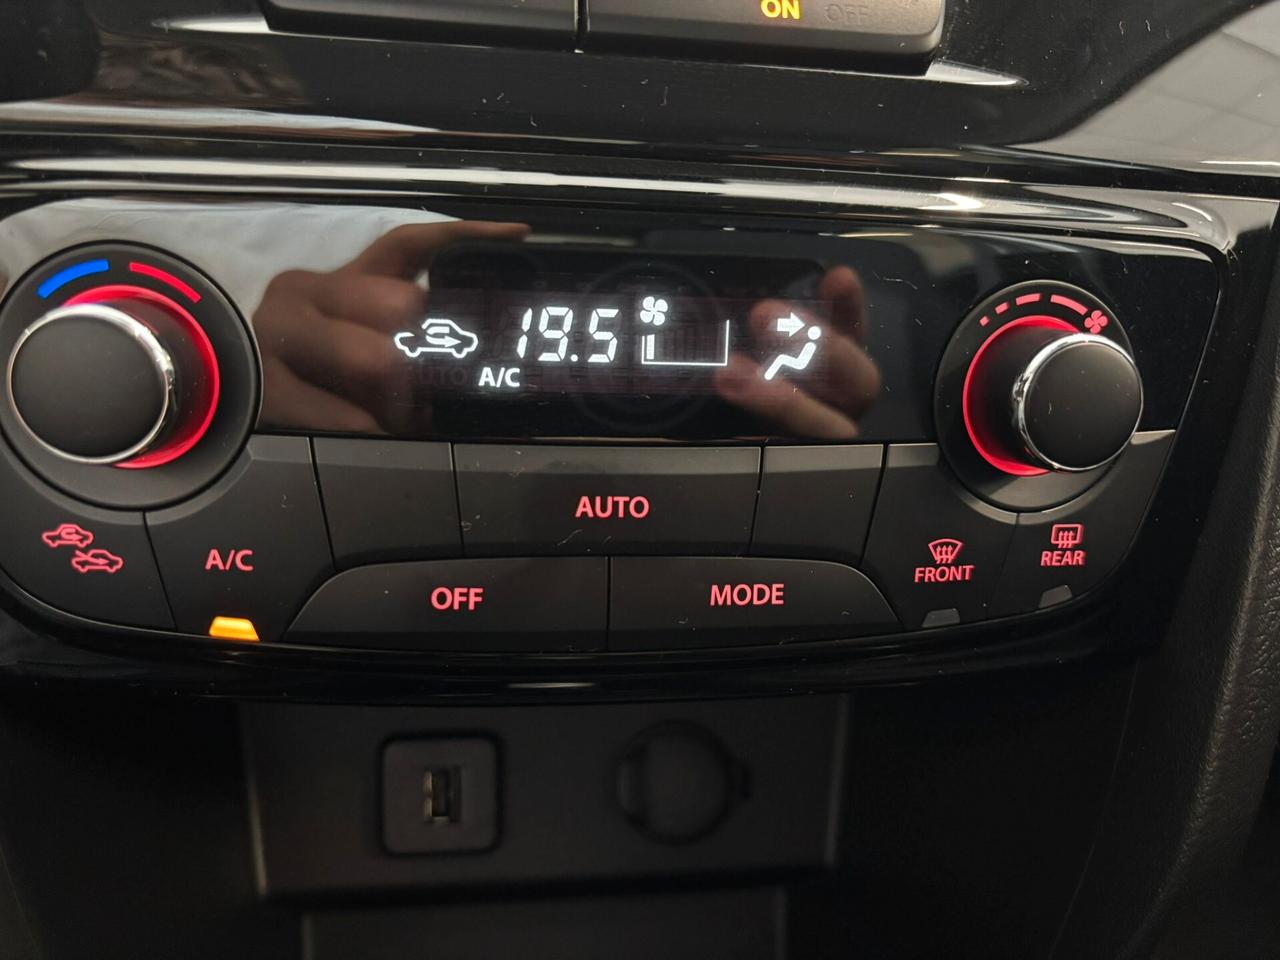 ON OFF
19.5
A/C
AUTO
A/C
FRONT
REAR
OFF
MODE